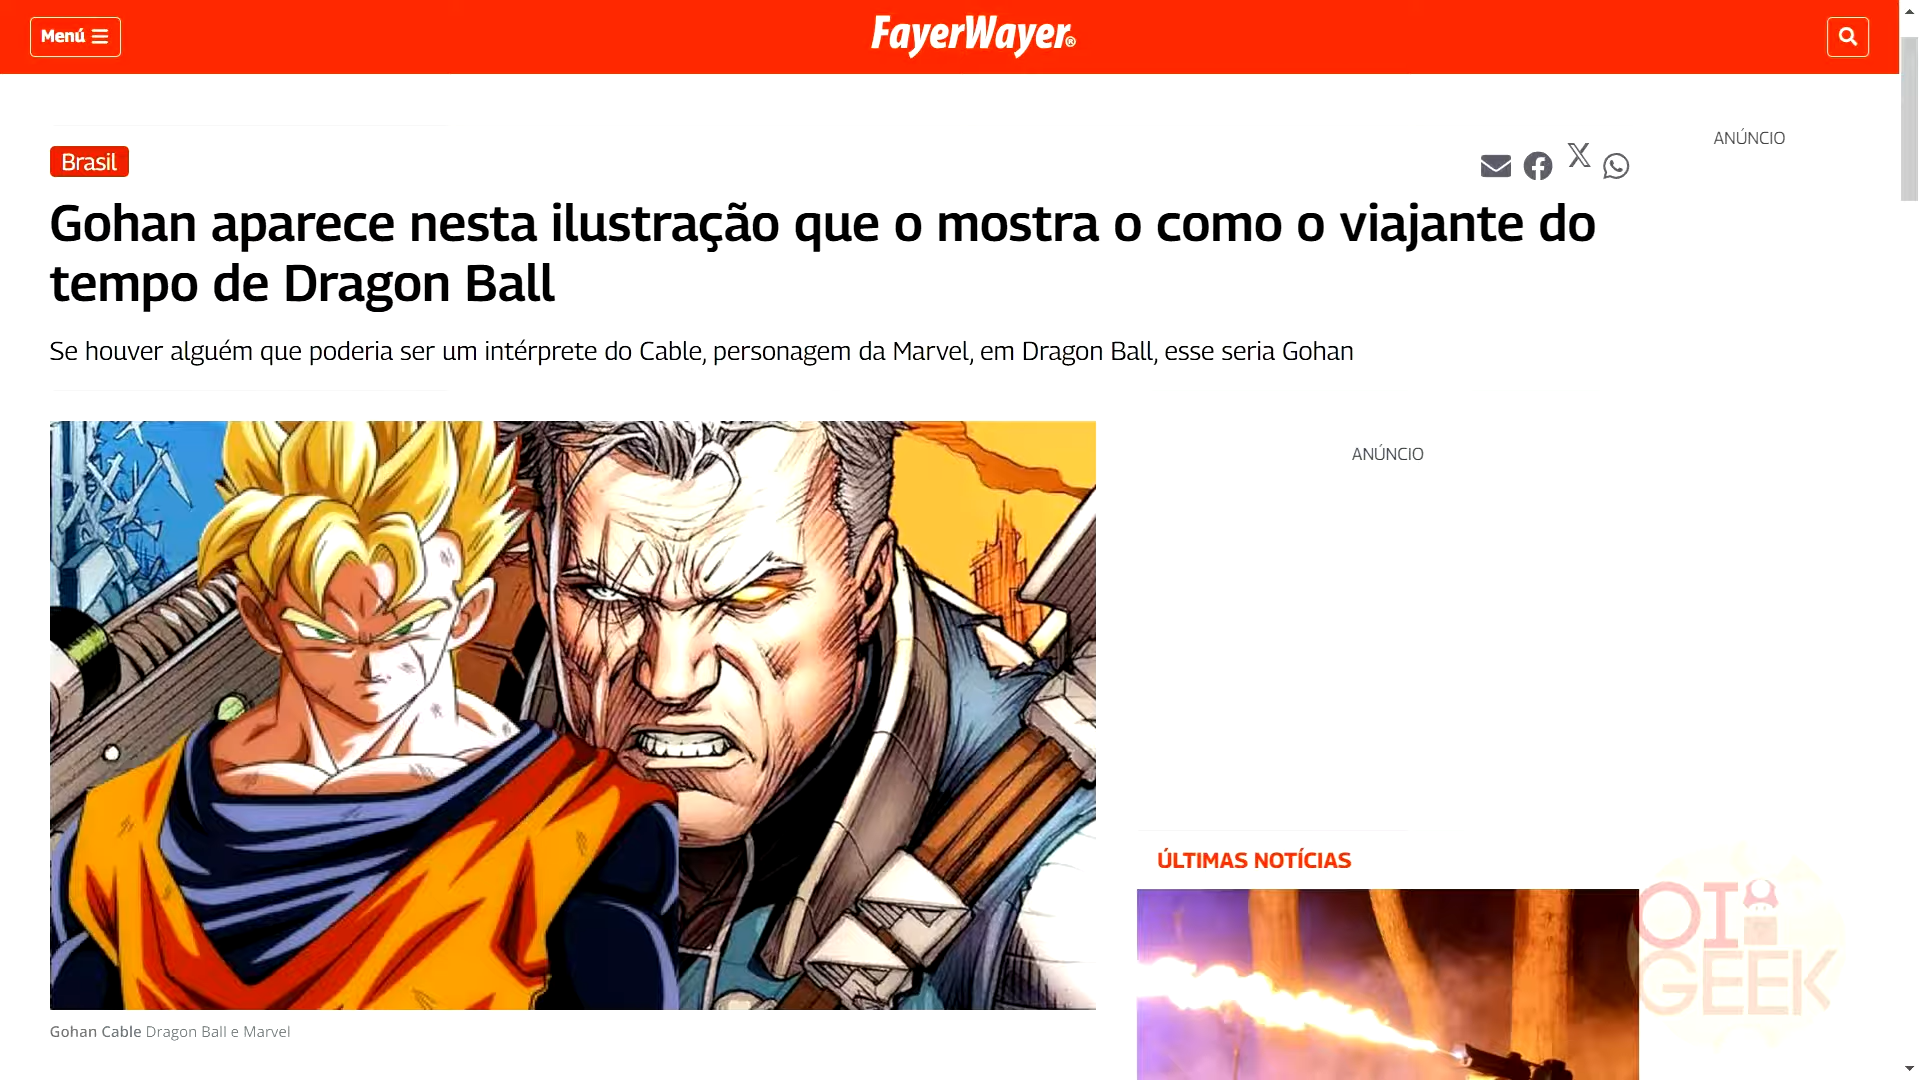 Menú
FayerWayer®
ANÚNCIO
Brasil
Gohan aparece nesta ilustração que o mostra o como o viajante do
tempo de Dragon Ball
Se houver alguém que poderia ser um intérprete do Cable, personagem da Marvel, em Dragon Ball, esse seria Gohan
ANÚNCIO
Gohan Cable Dragon Ball e Marvel
ÚLTIMAS NOTÍCIAS
OI
GEEK